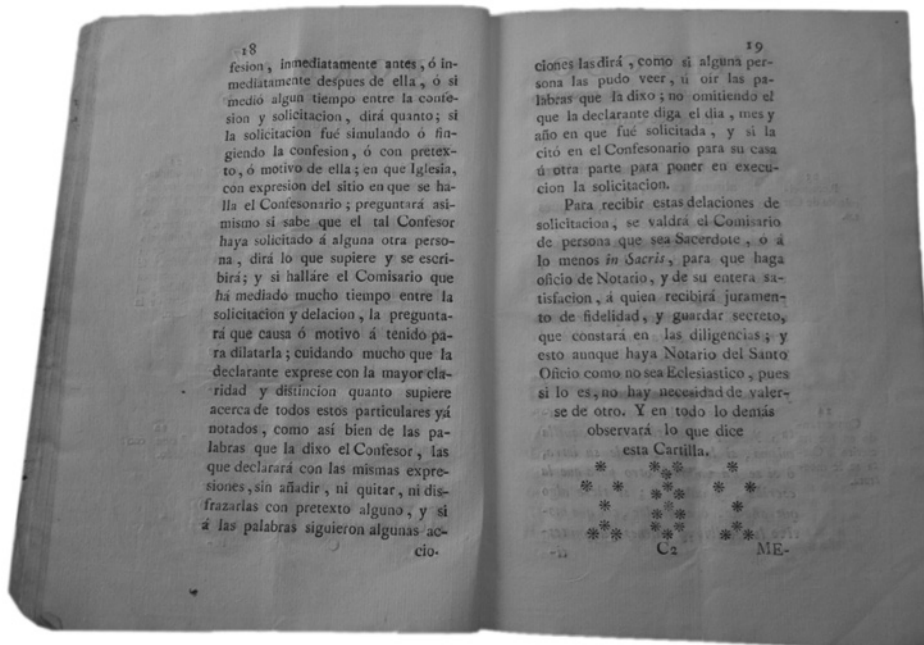 18
fesion, inmediatamente antes, ó in-
mediatamente despues de ella, ó si
medió algun tiempo entre la confe-
sion y solicitacion, dirá quanto; si
la solicitacion fué simulando ó fin-
giendo la confesion, ó con pretex-
to, ó motivo de ella; en que Iglesia,
con expresion del sitio en que se ha-
lla el Confesonario; preguntará asi-
mismo si sabe que el tal Confesor
haya solicitado á alguna otra perso-
na, dirá lo que supiere y se escri-
birá; y si halláre el Comisario que
há mediado mucho tiempo entre la
solicitacion y delacion, la pregunta-
rá que causa ó motivo á tenido pa-
ra dilatarla; cuidando mucho que la
declarante exprese con la mayor cla-
ridad y distincion quanto supiere
acerca de todos estos particulares yá
notados, como así bien de las pa-
labras que la dixo el Confesor, las
que declarará con las mismas expre-
siones, sin añadir, ni quitar, ni dis-
frazarlas con pretexto alguno, y si
á las palabras siguieron algunas ac-
cio-
19
ciones las dirá, como si alguna per-
sona las pudo veer, ú oir las pa-
labras que la dixo; no omitiendo el
que la declarante diga el dia, mes y
año en que fué solicitada, y si la
citó en el Confesonario para su casa
ú otra parte para poner en execu-
cion la solicitacion.
Para recibir estas delaciones de
solicitacion, se valdrá el Comisario
de persona que sea Sacerdote, ó á
lo menos in Sacris, para que haga
oficio de Notario, y de su entera sa-
tisfacion, á quien recibirá juramen-
to de fidelidad, y guardar secreto,
que constará en las diligencias; y
esto aunque haya Notario del Santo
Oficio como no sea Eclesiastico, pues
si lo es, no hay necesidad de valer-
se de otro. Y en todo lo demás
observará lo que dice
esta Cartilla.
C2
ME-